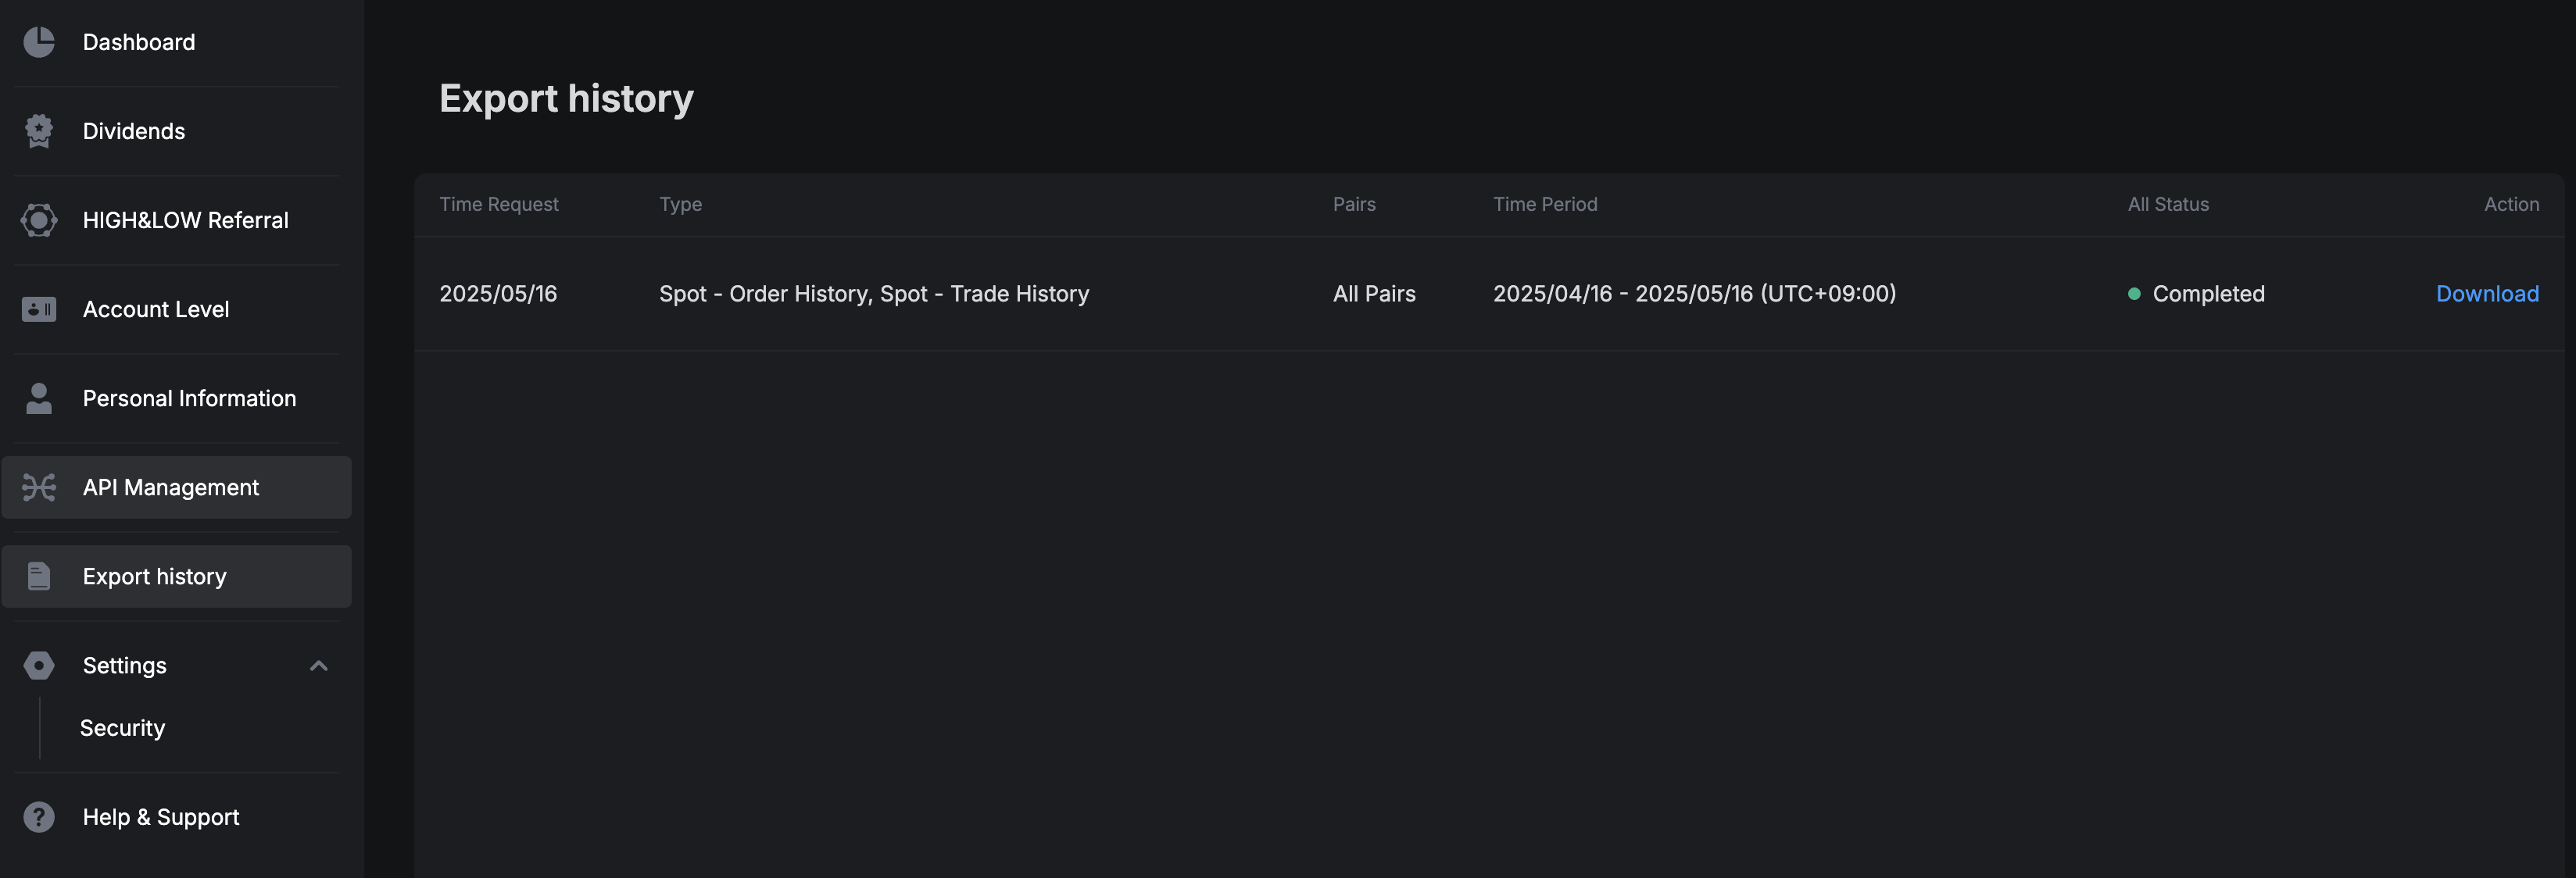 Dashboard
Dividends
HIGH&LOW Referral
Account Level
Personal Information
API Management
Export history
Settings
Security
Help & Support
Export history
Time Request Type Pairs Time Period All Status Action
2025/05/16 Spot - Order History, Spot - Trade History All Pairs 2025/04/16 - 2025/05/16 (UTC+09:00) Completed Download